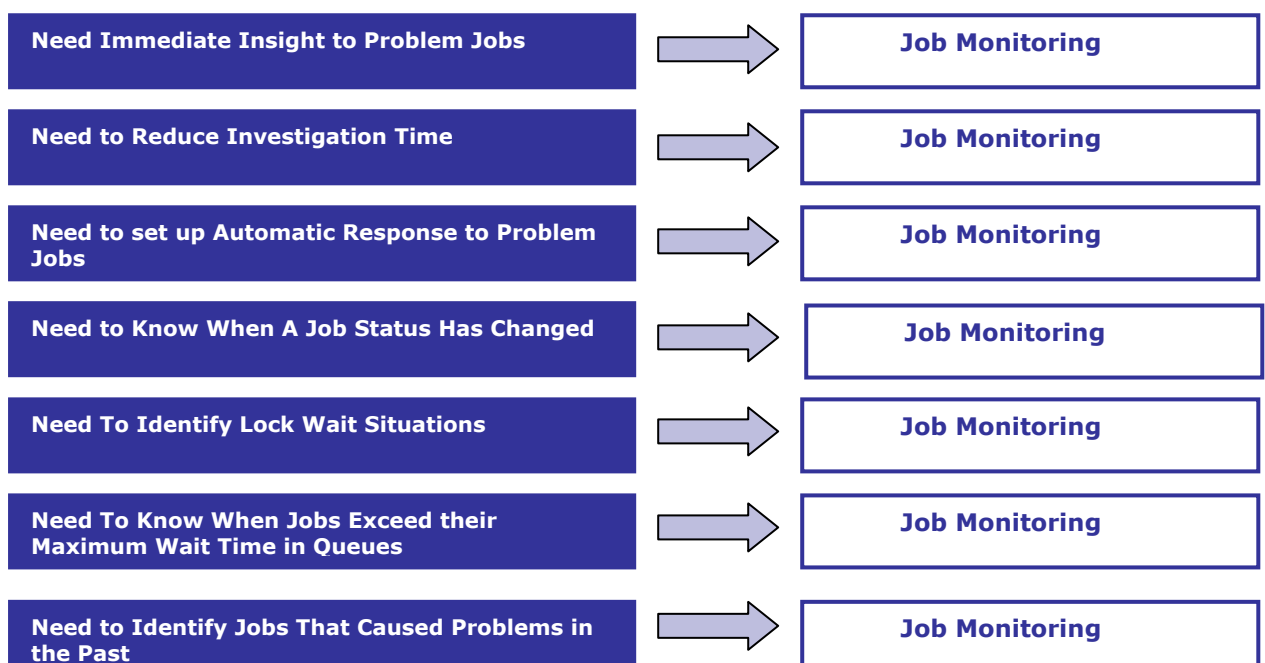 Need Immediate Insight to Problem Jobs
Job Monitoring
Need to Reduce Investigation Time
Job Monitoring
Need to set up Automatic Response to Problem
Jobs
Job Monitoring
Need to Know When A Job Status Has Changed
Job Monitoring
Need To Identify Lock Wait Situations
Job Monitoring
Need To Know When Jobs Exceed their
Maximum Wait Time in Queues
Job Monitoring
Need to Identify Jobs That Caused Problems in
the Past
Job Monitoring